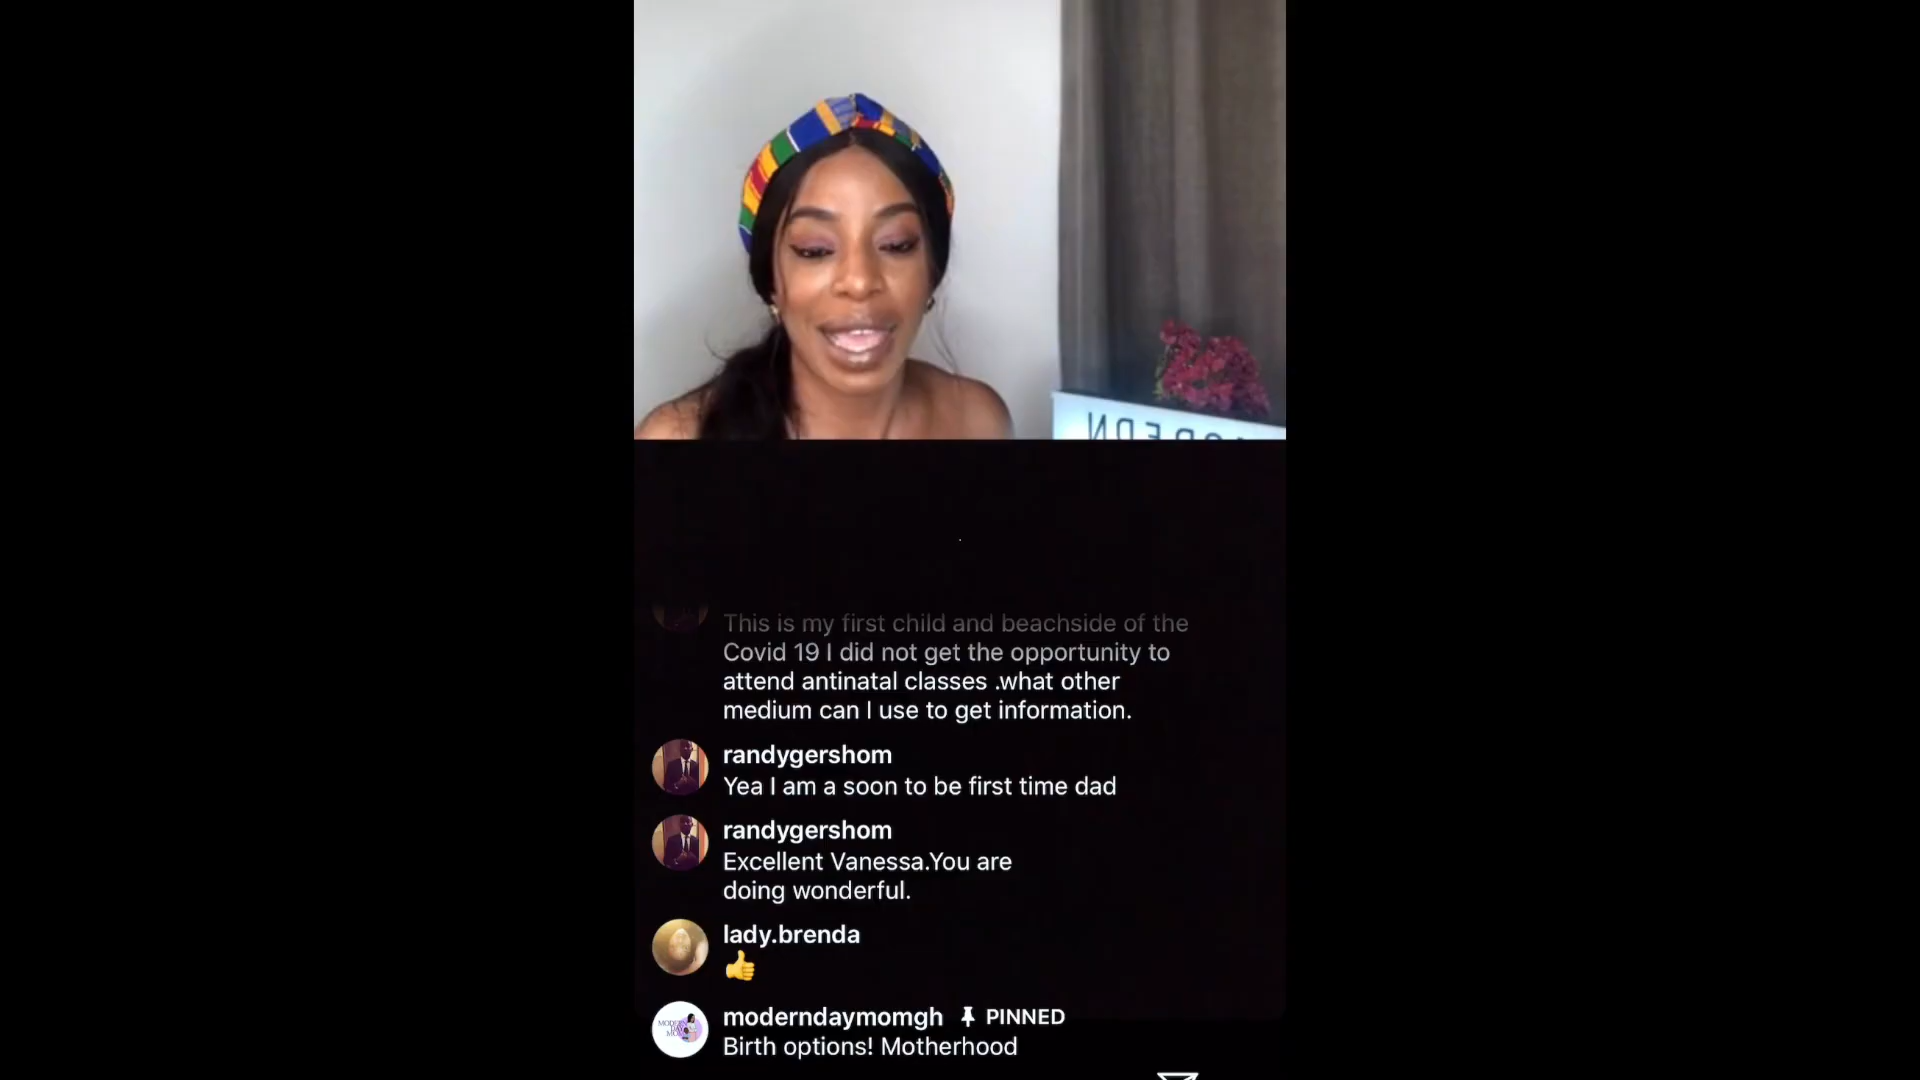 This is my first child and beachside of the
Covid 19 I did not get the opportunity to
attend antinatal classes .what other
medium can I use to get information.
randygershom
Yea I am a soon to be first time dad
randygershom
Excellent Vanessa.You are
doing wonderful.
lady.brenda
👍
MODERN
DAY
moderndaymomgh PINNED
Birth options! Motherhood